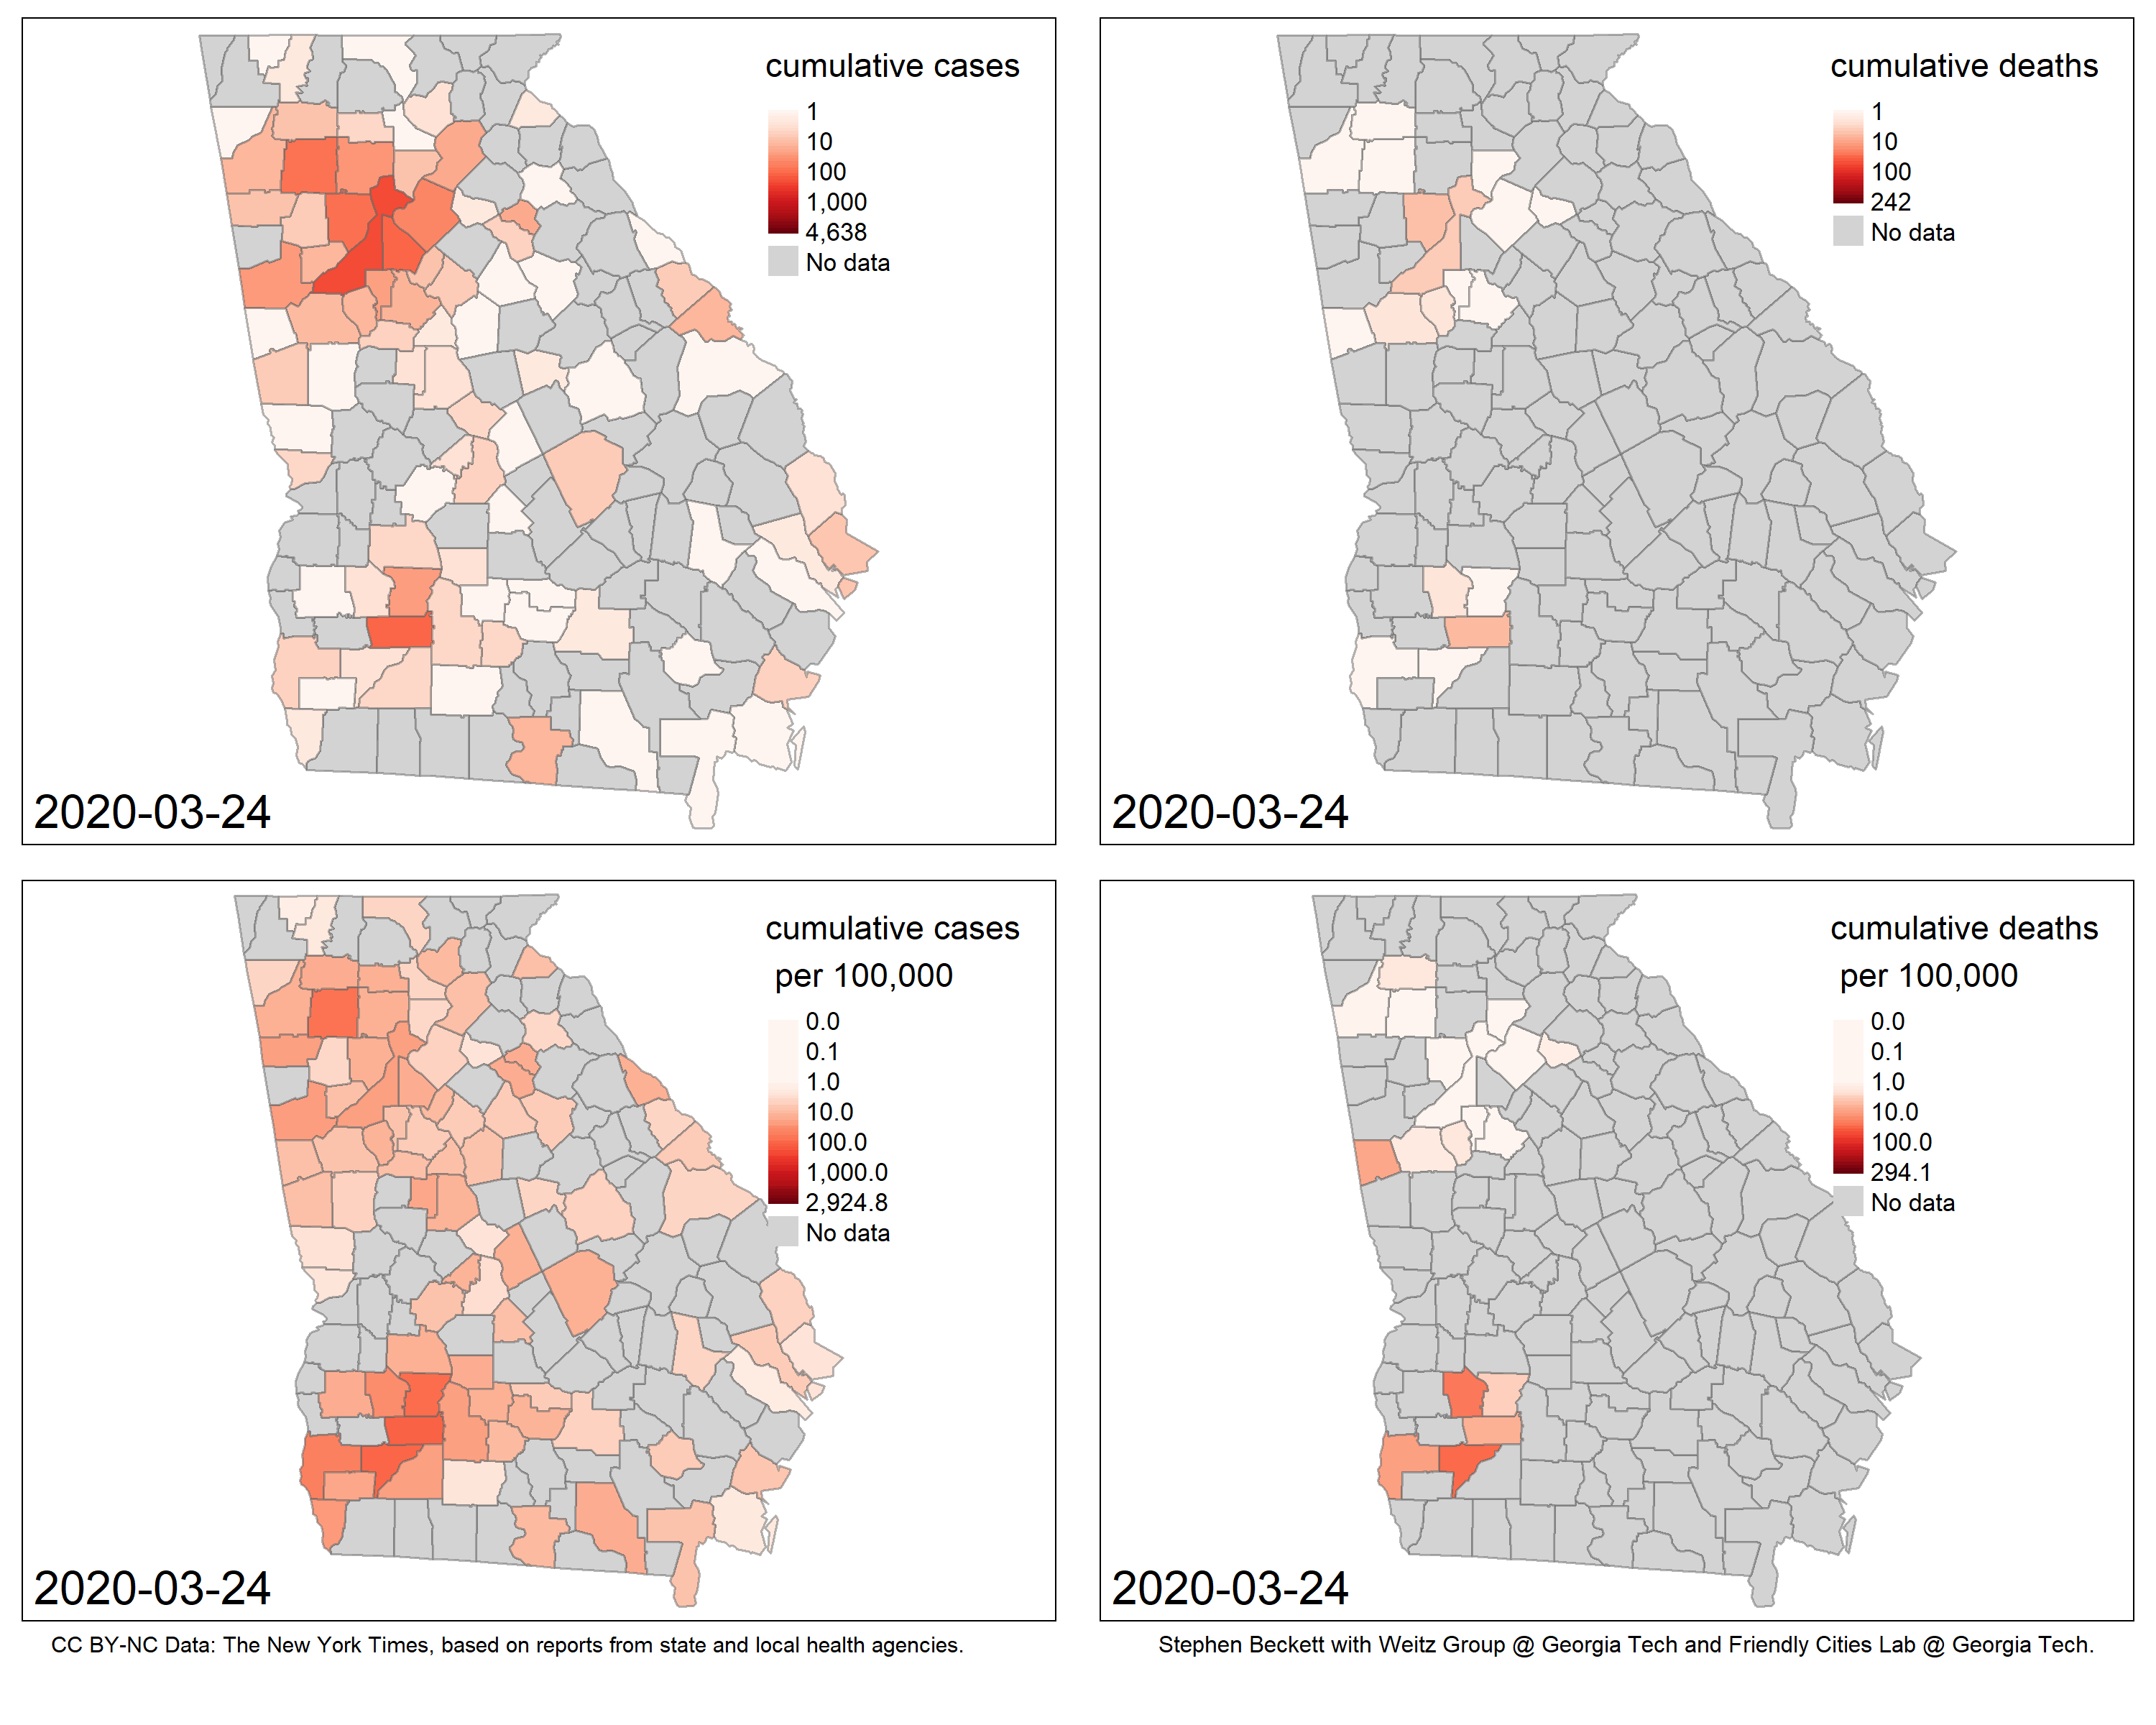 cumulative cases
1
10
100
1,000
4,638
No data
2020-03-24
cumulative deaths
1
10
100
242
No data
2020-03-24
cumulative cases
per 100,000
0.0
0.1
1.0
10.0
100.0
1,000.0
2,924.8
No data
2020-03-24
cumulative deaths
per 100,000
0.0
0.1
1.0
10.0
100.0
294.1
No data
2020-03-24
CC BY-NC Data: The New York Times, based on reports from state and local health agencies.
Stephen Beckett with Weitz Group @ Georgia Tech and Friendly Cities Lab @ Georgia Tech.